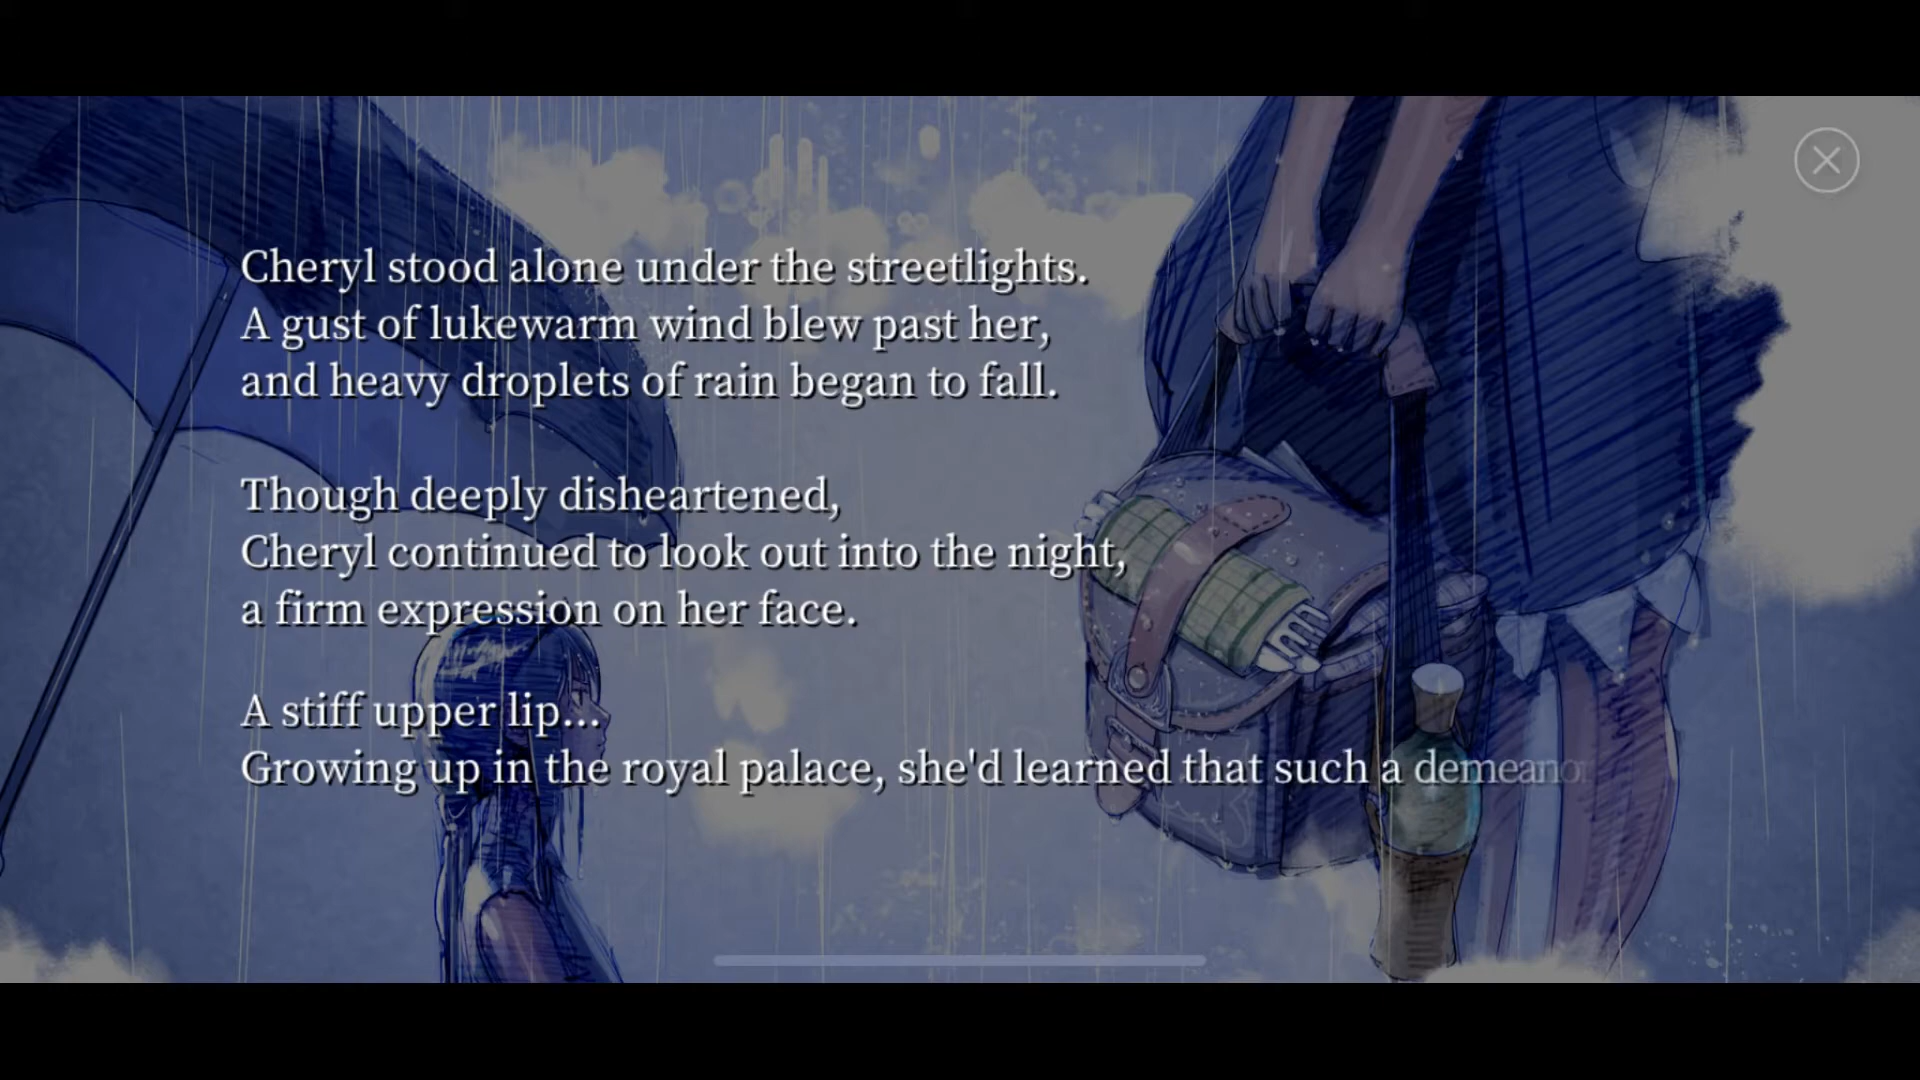 Cheryl stood alone under the streetlights.
A gust of lukewarm wind blew past her,
and heavy droplets of rain began to fall.
Though deeply disheartened,
Cheryl continued to look out into the night,
a firm expression on her face.
A stiff upper lip...
Growing up in the royal palace, she'd learned that such a demeanor